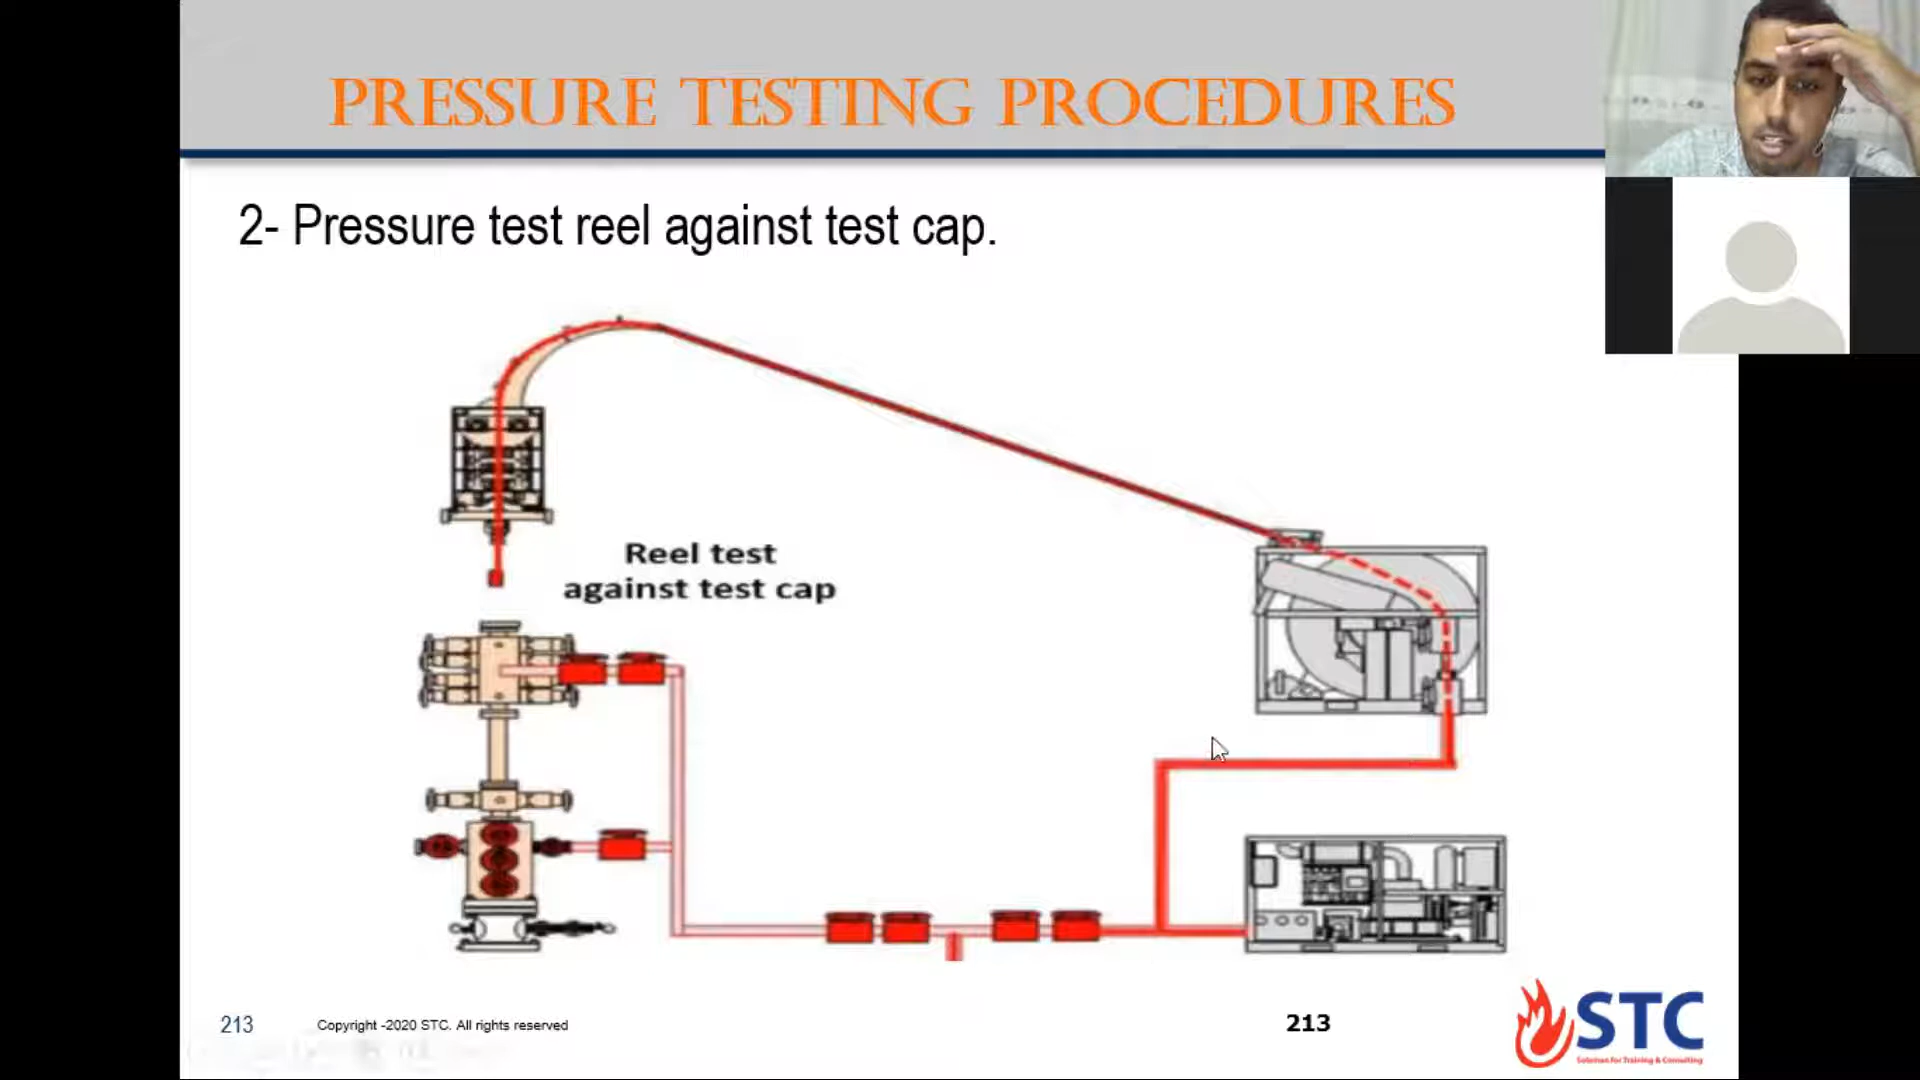 PRESSURE TESTING PROCEDURES
2- Pressure test reel against test cap.
Reel test
against test cap
213
Copyright -2020 STC. All rights reserved
213
STC
Solutions for Training & Consulting